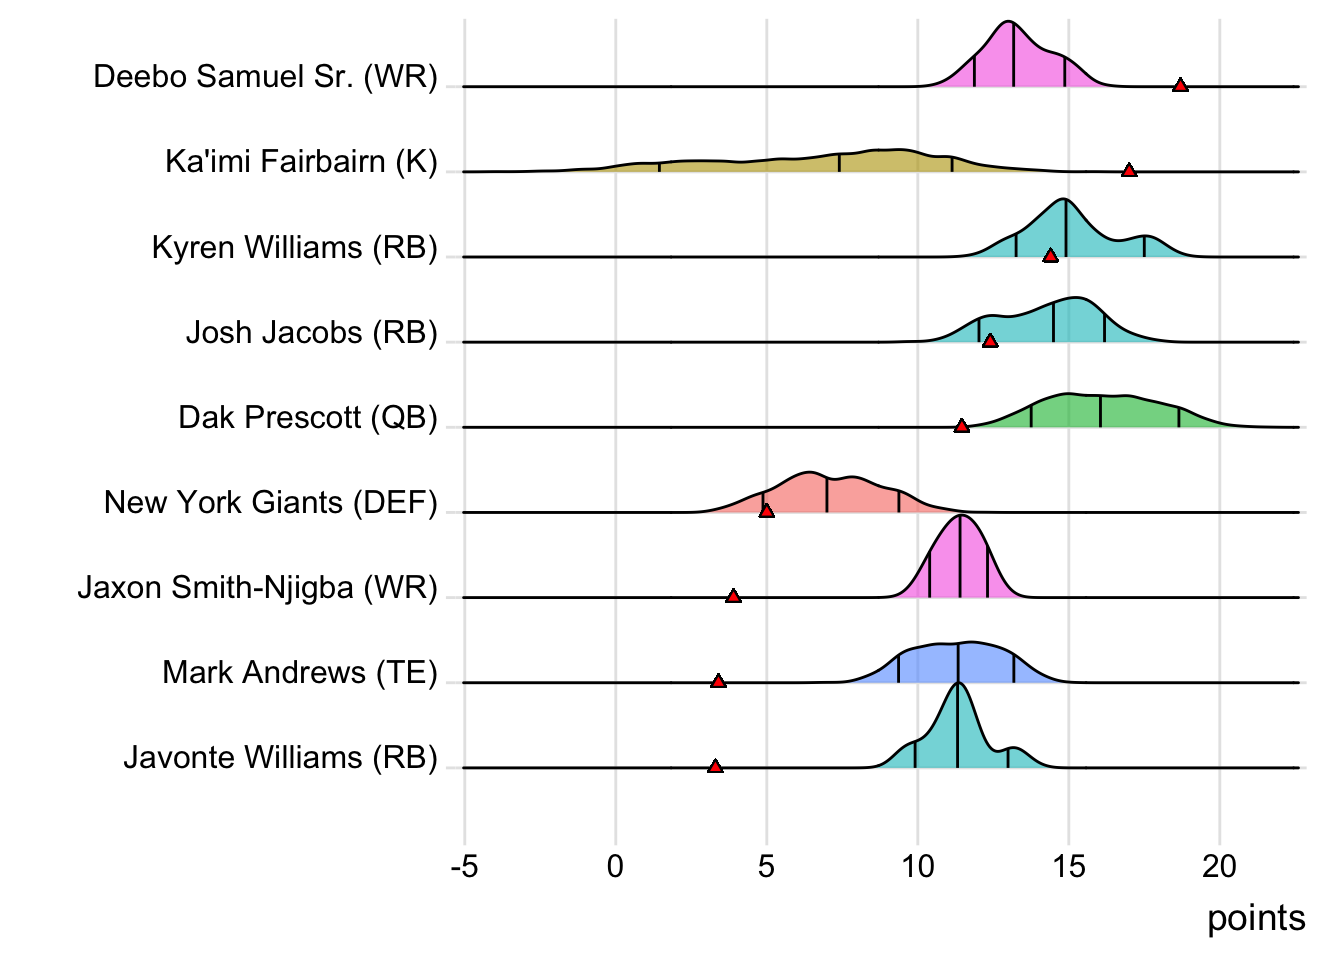 Deebo Samuel Sr. (WR)
Ka'imi Fairbairn (K)
Kyren Williams (RB)
Josh Jacobs (RB)
Dak Prescott (QB)
New York Giants (DEF)
Jaxon Smith-Njigba (WR)
Mark Andrews (TE)
Javonte Williams (RB)
-5 0 5 10 15 20
points